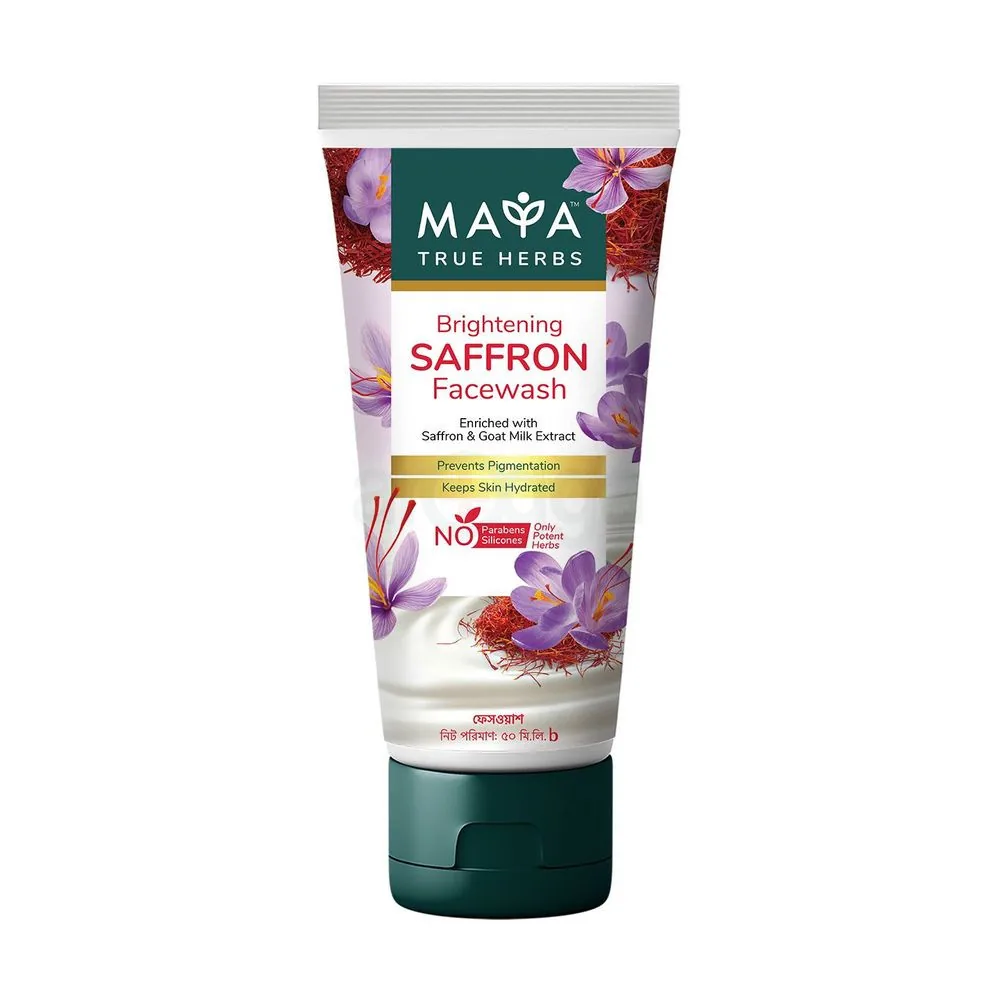 MAYA™
TRUE HERBS
Brightening
SAFFRON
Facewash
Enriched with
Saffron & Goat Milk Extract
Prevents Pigmentation
Keeps Skin Hydrated
NO Parabens Silicones Only Potent Herbs
ফেসওয়াশ
নিট পরিমাণ: ৫০ মি.লি. b